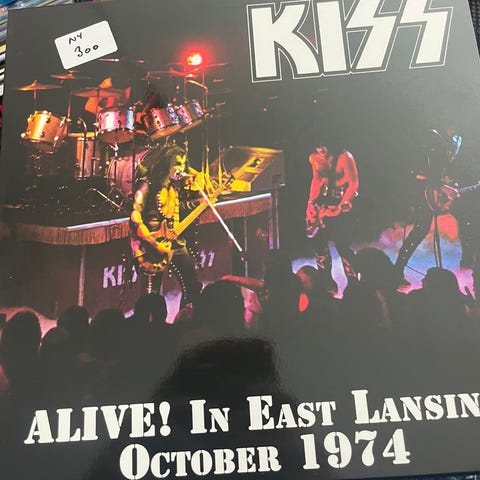 NY
300
KISS
KISS
ALIVE! IN EAST LANSIN
OCTOBER 1974